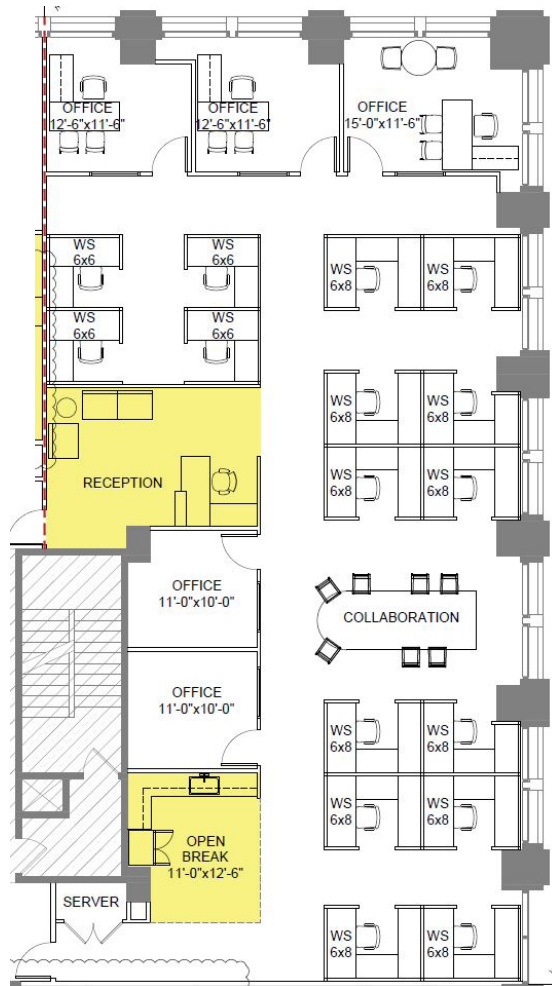 OFFICE
12'-6"x11'-6"
OFFICE
12'-6"x11'-6"
OFFICE
15'-0"x11'-6"
WS
6x6
WS
6x6
WS
6x8
WS
6x8
WS
6x6
WS
6x6
WS
6x8
WS
6x8
RECEPTION
WS
6x8
WS
6x8
OFFICE
11'-0"x10'-0"
COLLABORATION
OFFICE
11'-0"x10'-0"
WS
6x8
WS
6x8
WS
6x8
WS
6x8
OPEN
BREAK
11'-0"x12'-6"
SERVER
WS
6x8
WS
6x8